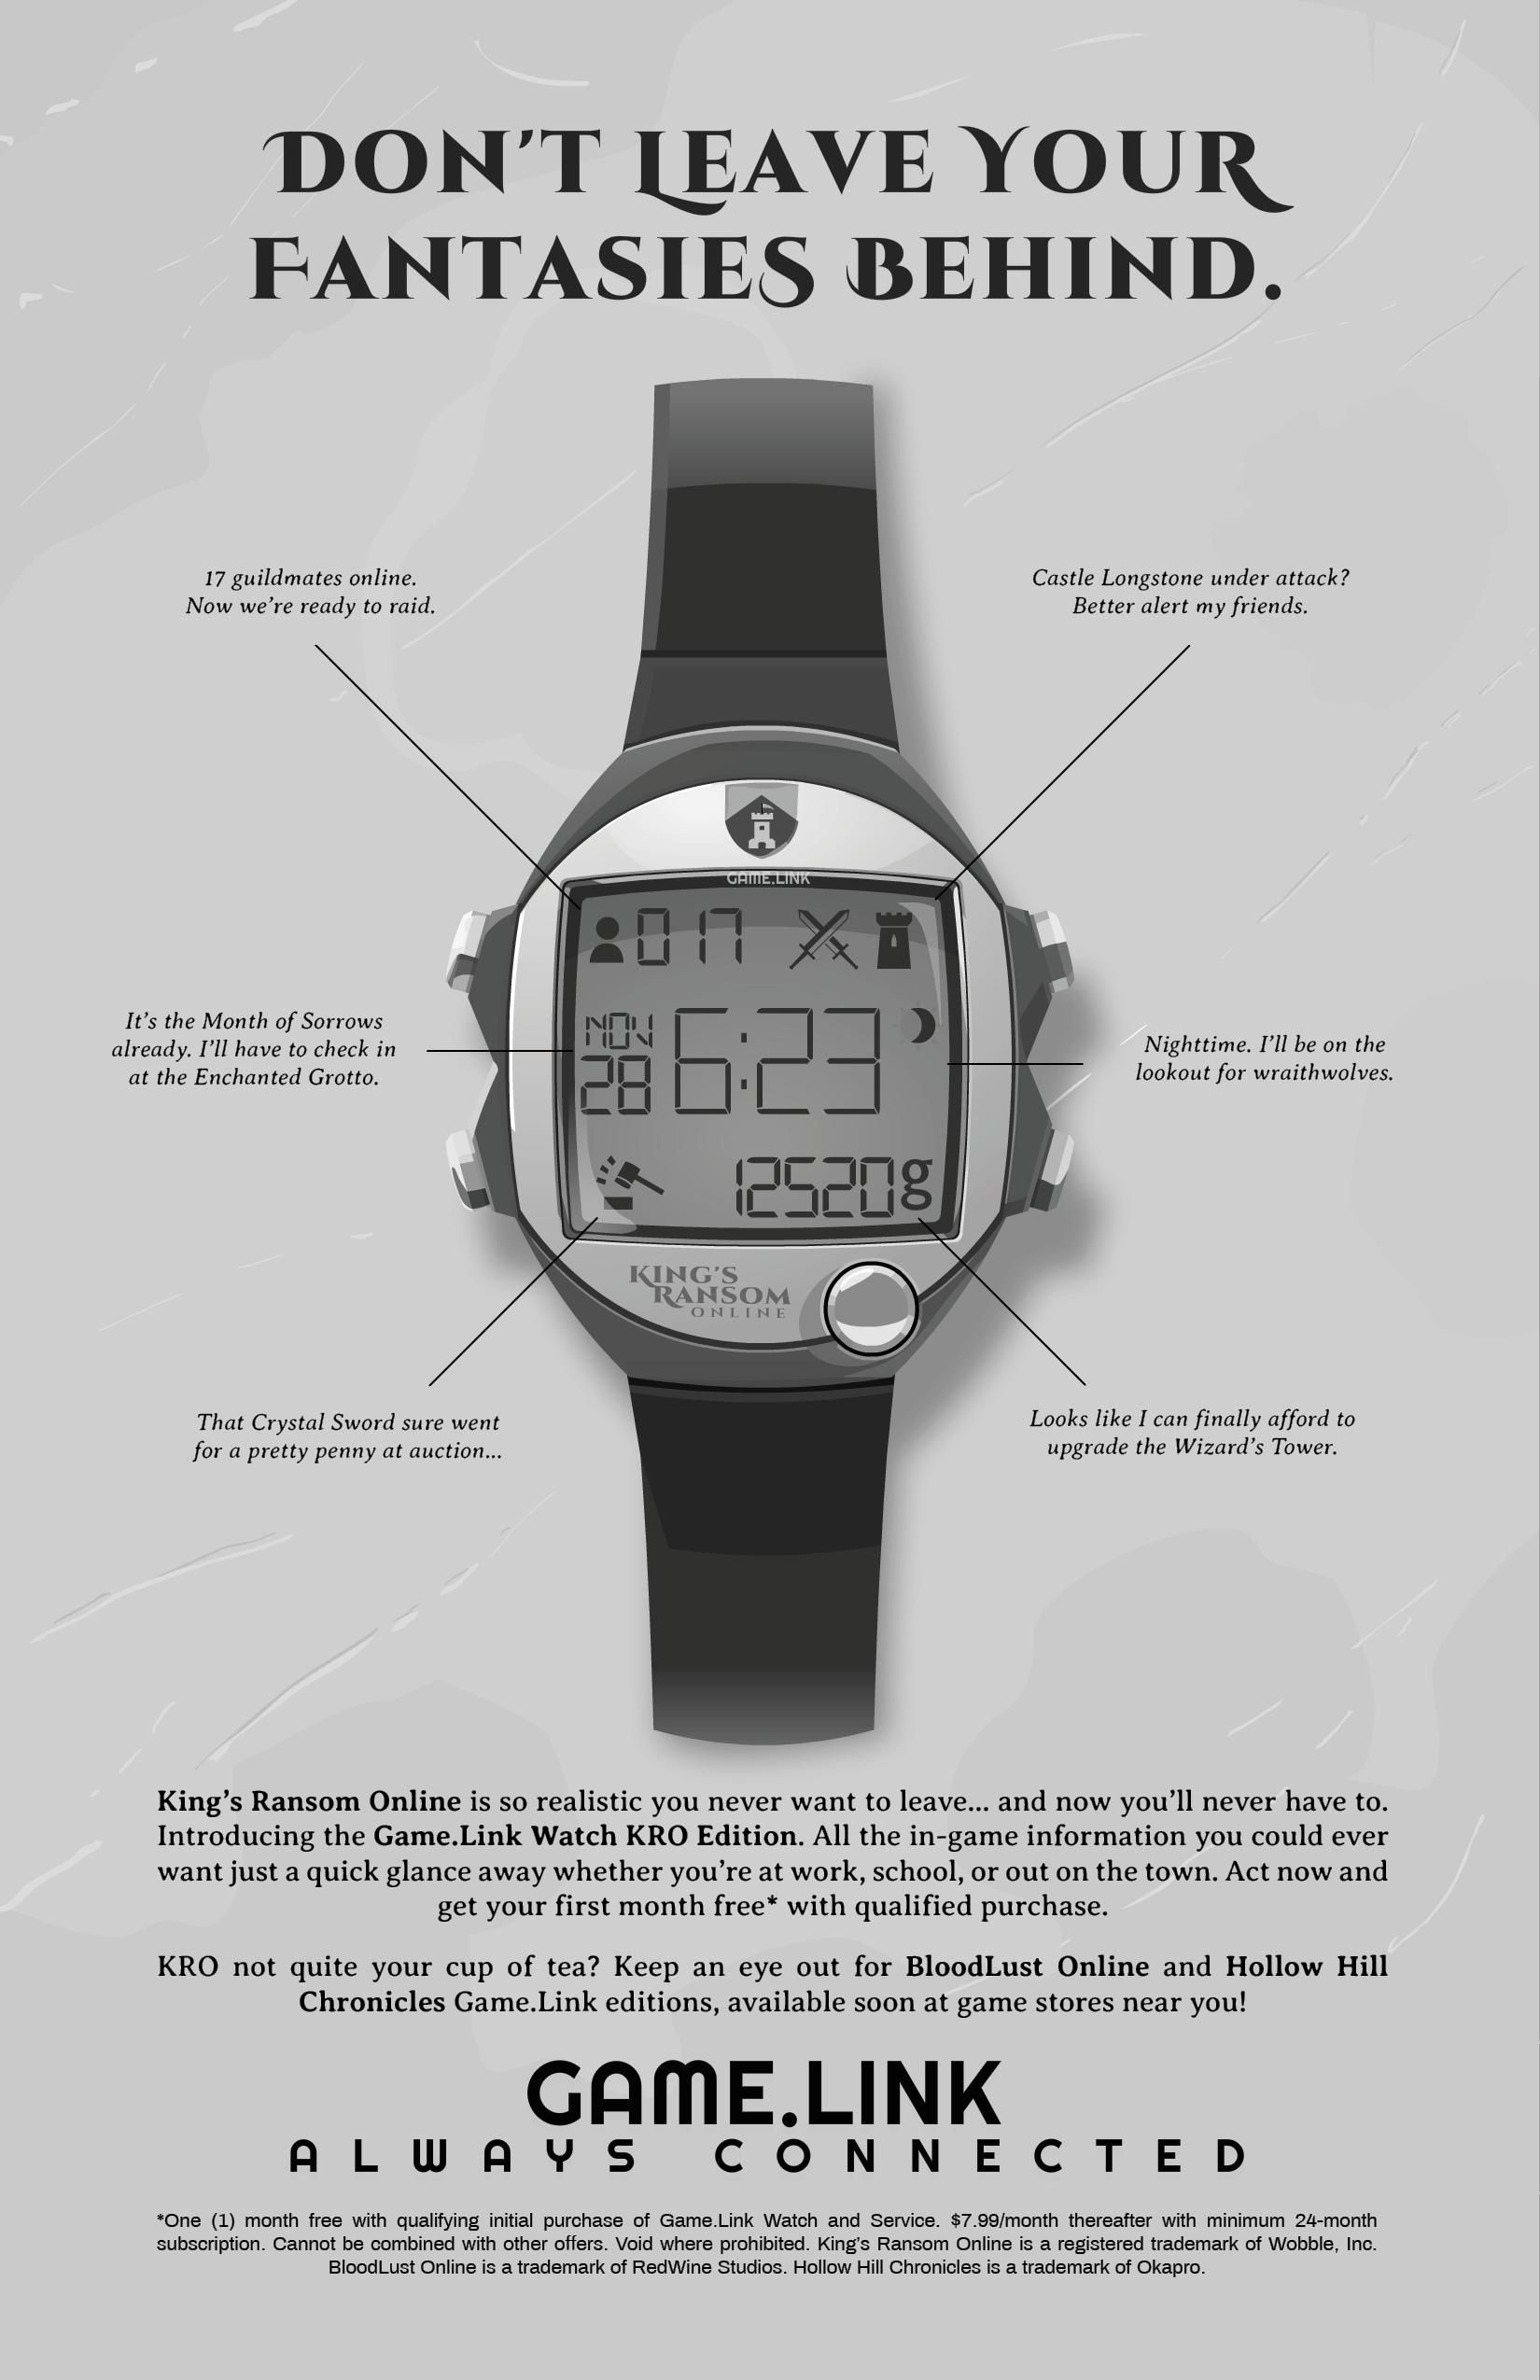 DON'T LEAVE YOUR
FANTASIES BEHIND.
17 guildmates online.
Now we're ready to raid.
Castle Longstone under attack?
Better alert my friends.
GAME.LINK
017
It's the Month of Sorrows
already. I'll have to check in
at the Enchanted Grotto.
NOV
28
6:23
Nighttime. I'll be on the
lookout for wraithwolves.
12520g
KING'S
RANSOM
ONLINE
That Crystal Sword sure went
for a pretty penny at auction...
Looks like I can finally afford to
upgrade the Wizard's Tower.
King's Ransom Online is so realistic you never want to leave... and now you'll never have to.
Introducing the Game.Link Watch KRO Edition. All the in-game information you could ever
want just a quick glance away whether you're at work, school, or out on the town. Act now and
get your first month free* with qualified purchase.
KRO not quite your cup of tea? Keep an eye out for BloodLust Online and Hollow Hill
Chronicles Game.Link editions, available soon at game stores near you!
GAME.LINK
ALWAYS CONNECTED
*One (1) month free with qualifying initial purchase of Game.Link Watch and Service. $7.99/month thereafter with minimum 24-month
subscription. Cannot be combined with other offers. Void where prohibited. King's Ransom Online is a registered trademark of Wobble, Inc.
BloodLust Online is a trademark of RedWine Studios. Hollow Hill Chronicles is a trademark of Okapro.